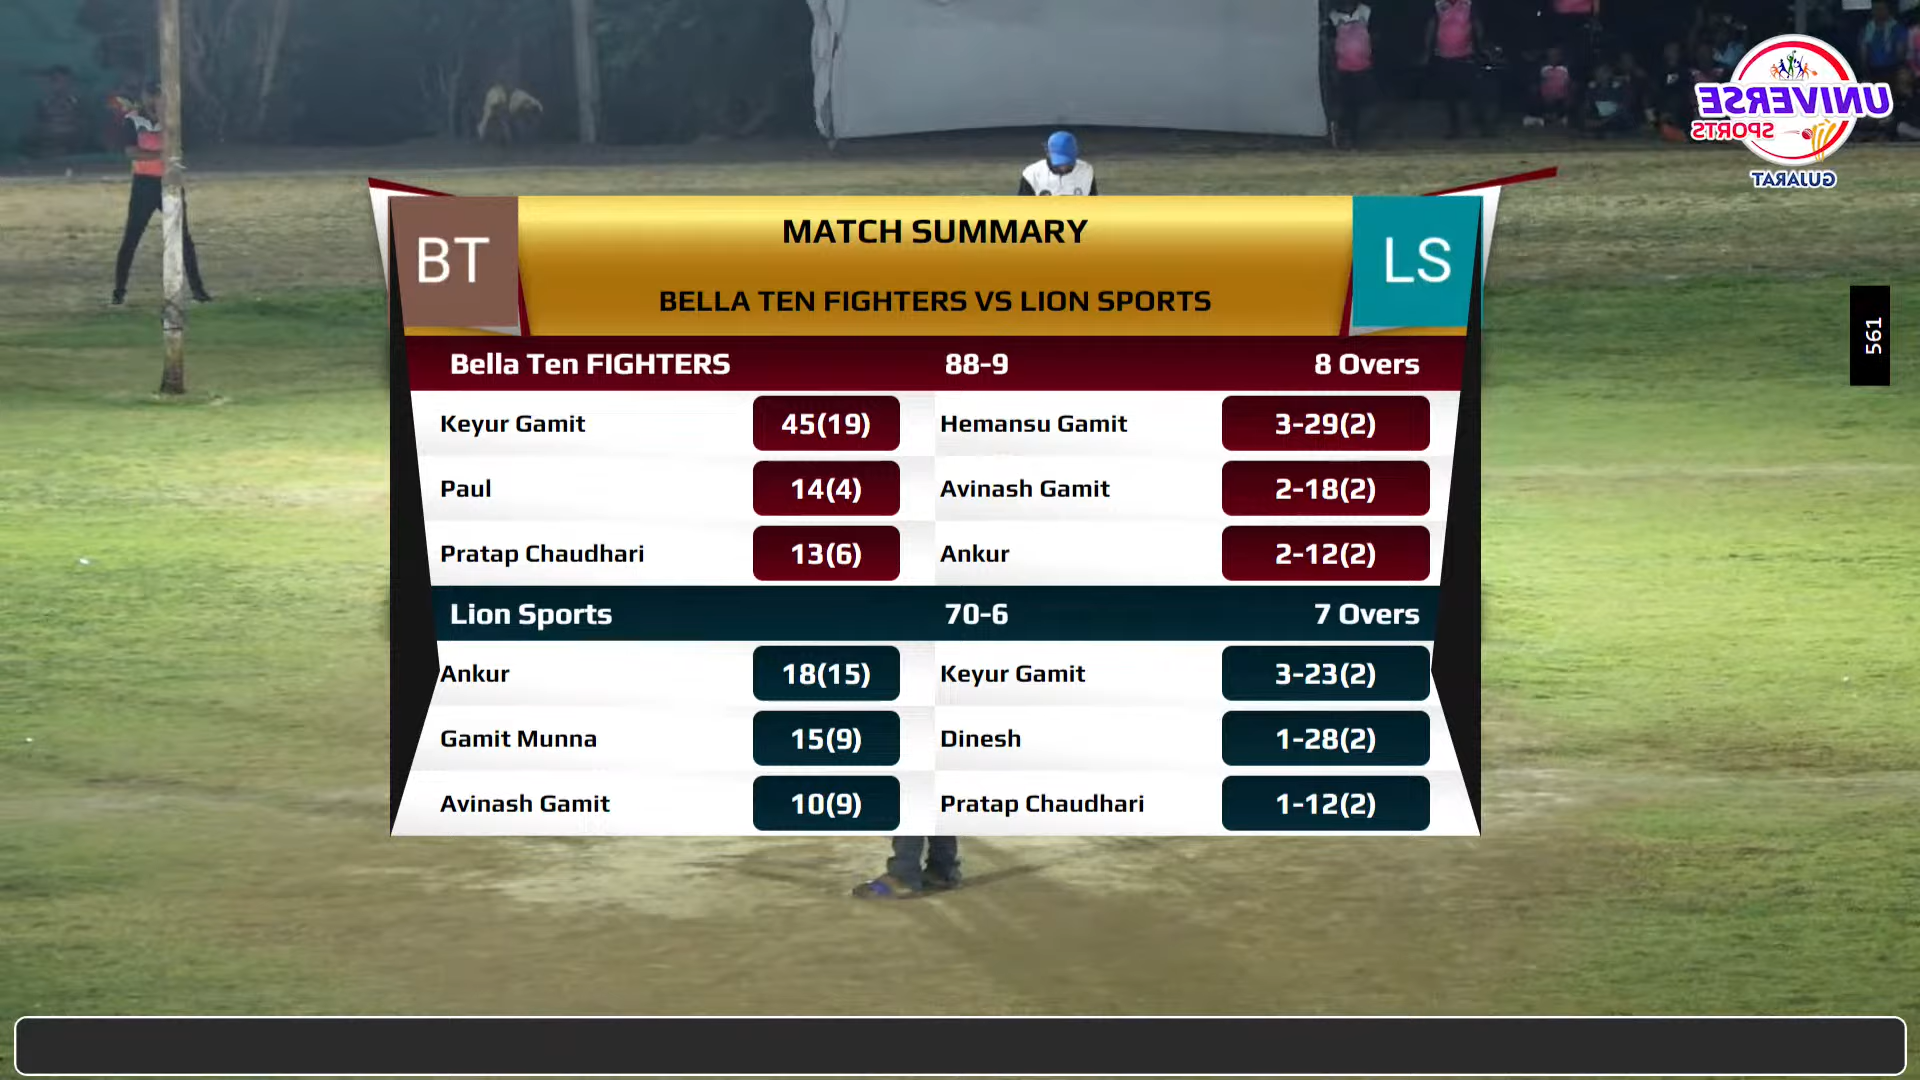 UNIVERSE
SPORTS
GUJARAT
BT
MATCH SUMMARY
LS
BELLA TEN FIGHTERS VS LION SPORTS
561
Bella Ten FIGHTERS 88-9 8 Overs
Keyur Gamit 45(19) Hemansu Gamit 3-29(2)
Paul 14(4) Avinash Gamit 2-18(2)
Pratap Chaudhari 13(6) Ankur 2-12(2)
Lion Sports 70-6 7 Overs
Ankur 18(15) Keyur Gamit 3-23(2)
Gamit Munna 15(9) Dinesh 1-28(2)
Avinash Gamit 10(9) Pratap Chaudhari 1-12(2)